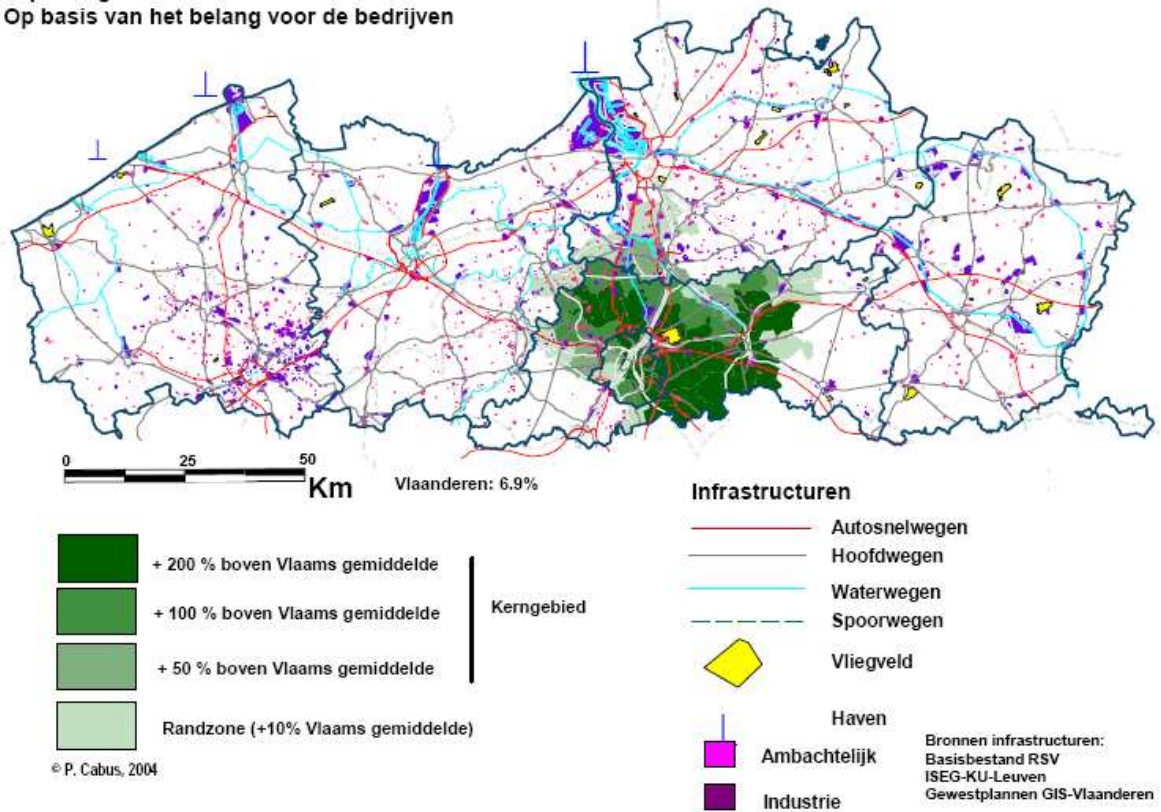 Op basis van het belang voor de bedrijven
0 25 50
Km
Vlaanderen: 6.9%
+ 200 % boven Vlaams gemiddelde
+ 100 % boven Vlaams gemiddelde
Kerngebied
+ 50 % boven Vlaams gemiddelde
Randzone (+10% Vlaams gemiddelde)
© P. Cabus, 2004
Infrastructuren
Autosnelwegen
Hoofdwegen
Waterwegen
Spoorwegen
Vliegveld
Haven
Ambachtelijk
Industrie
Bronnen infrastructuren:
Basisbestand RSV
ISEG-KU-Leuven
Gewestplannen GIS-Vlaanderen